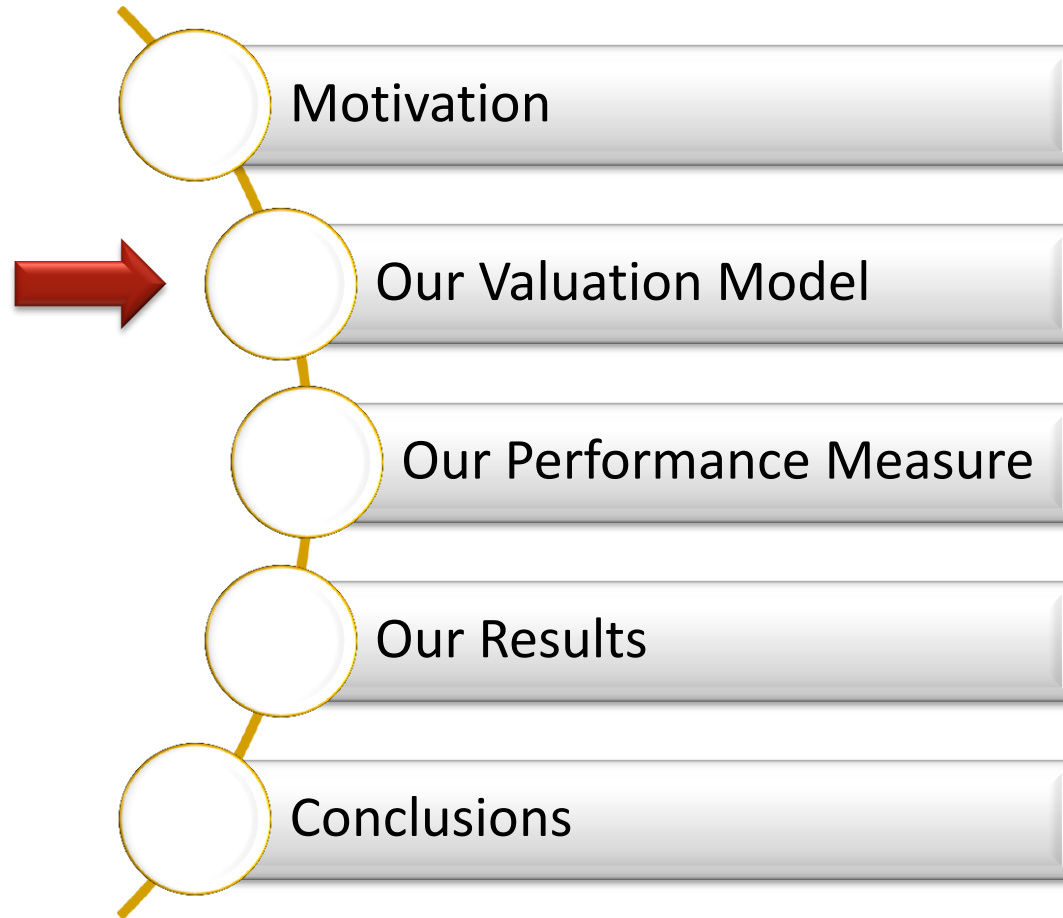 Motivation
Our Valuation Model
Our Performance Measure
Our Results
Conclusions